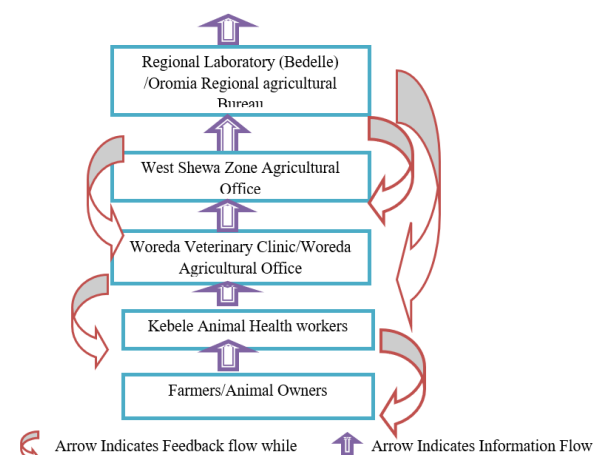 Regional Laboratory (Bedelle)
/Oromia Regional agricultural
Bureau
West Shewa Zone Agricultural
Office
Woreda Veterinary Clinic/Woreda
Agricultural Office
Kebele Animal Health workers
Farmers/Animal Owners
Arrow Indicates Feedback flow while
Arrow Indicates Information Flow